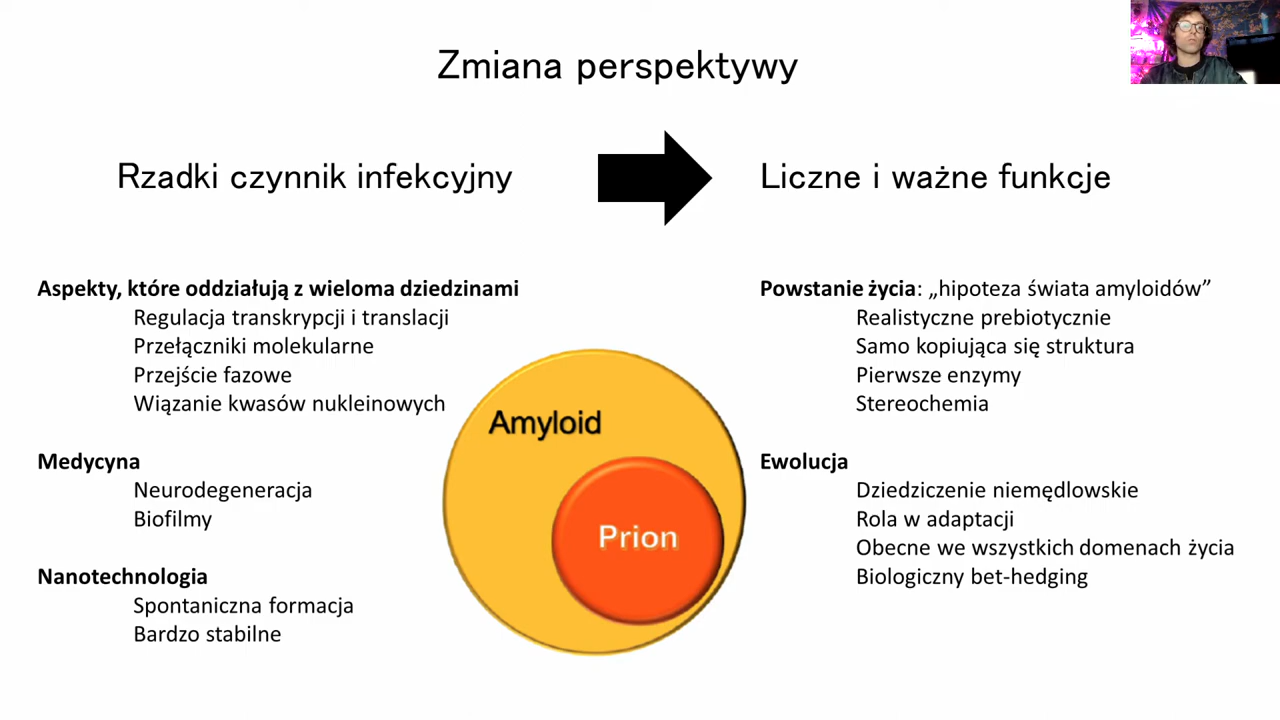 Zmiana perspektywy
Rzadki czynnik infekcyjny
Liczne i ważne funkcje
Aspekty, które oddziałują z wieloma dziedzinami
Regulacja transkrypcji i translacji
Przełączniki molekularne
Przejście fazowe
Wiązanie kwasów nukleinowych
Medycyna
Neurodegeneracja
Biofilmy
Nanotechnologia
Spontaniczna formacja
Bardzo stabilne
Amyloid
Prion
Powstanie życia: „hipoteza świata amyloidów”
Realistyczne prebiotycznie
Samo kopiująca się struktura
Pierwsze enzymy
Stereochemia
Ewolucja
Dziedziczenie niemędlowskie
Rola w adaptacji
Obecne we wszystkich domenach życia
Biologiczny bet-hedging